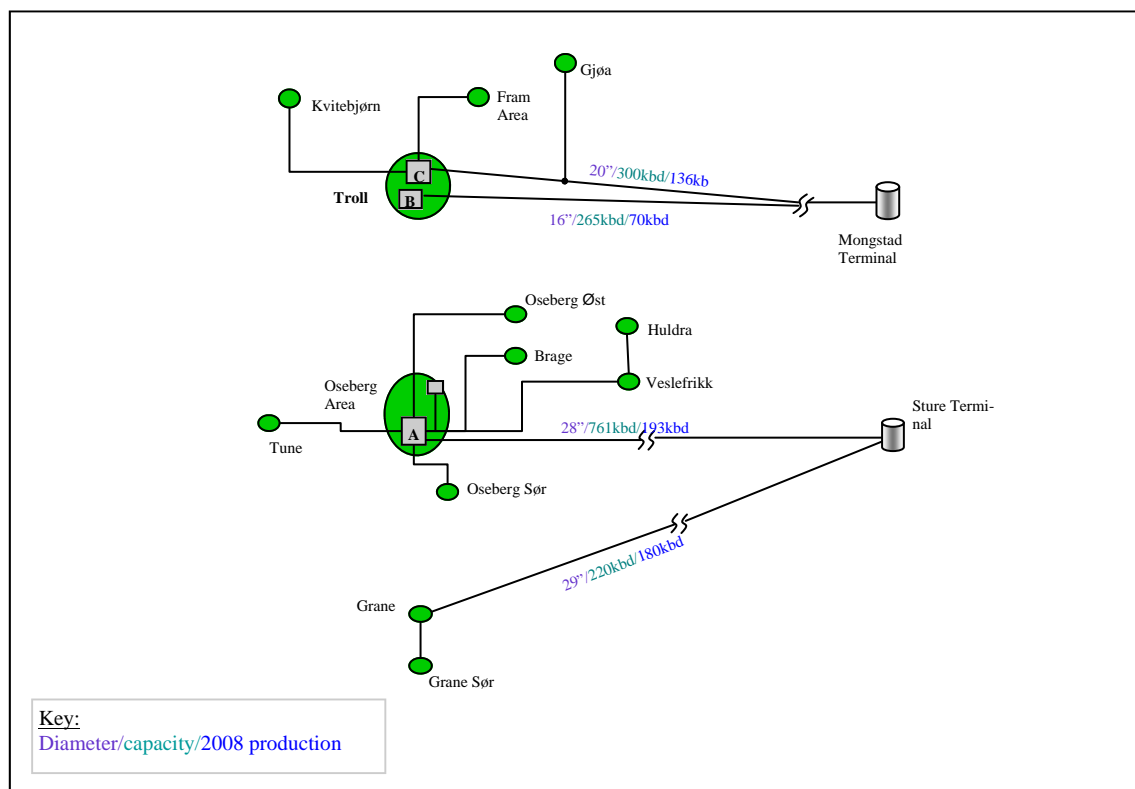 Gjøa
Kvitebjørn
Fram
Area
C
20”/300kbd/136kb
Troll
B
16”/265kbd/70kbd
Mongstad
Terminal
Oseberg Øst
Huldra
Brage
Oseberg
Area
Veslefrikk
Sture Termi-
nal
A
28”/761kbd/193kbd
Tune
Oseberg Sør
29”/220kbd/180kbd
Grane
Grane Sør
Key:
Diameter/capacity/2008 production